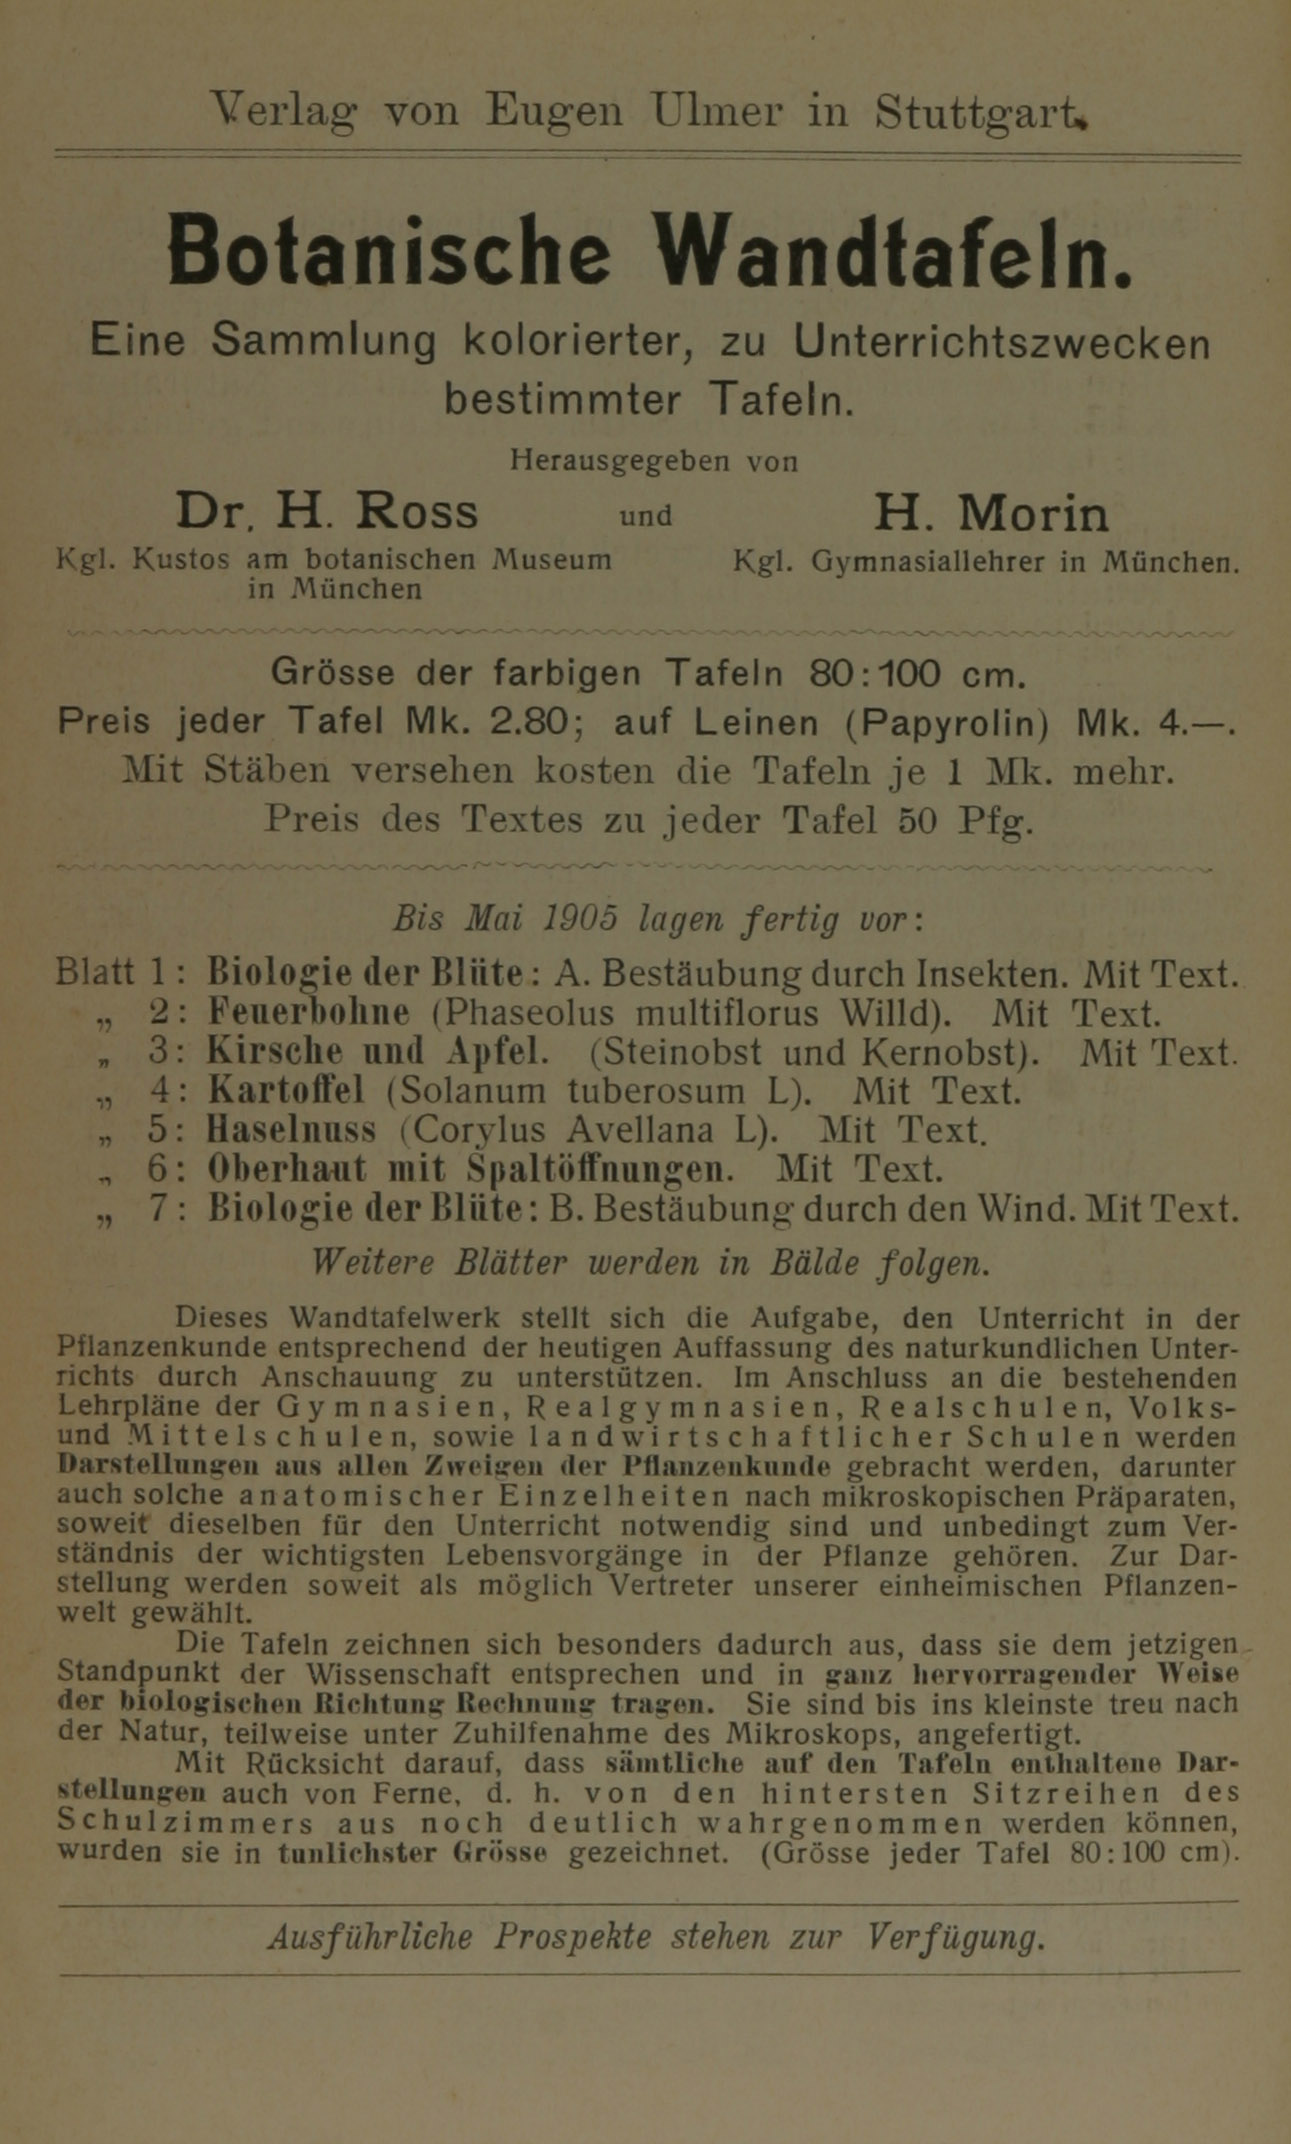 Verlag von Eugen Ulmer in Stuttgart.
Botanische Wandtafeln.
Eine Sammlung kolorierter, zu Unterrichtszwecken
bestimmter Tafeln.
Herausgegeben von
Dr. H. Ross und H. Morin
Kgl. Kustos am botanischen Museum Kgl. Gymnasiallehrer in München.
in München
Grösse der farbigen Tafeln 80:100 cm.
Preis jeder Tafel Mk. 2.80; auf Leinen (Papyrolin) Mk. 4.—.
Mit Stäben versehen kosten die Tafeln je 1 Mk. mehr.
Preis des Textes zu jeder Tafel 50 Pfg.
Bis Mai 1905 lagen fertig vor:
Blatt 1: Biologie der Blüte: A. Bestäubung durch Insekten. Mit Text.
„ 2: Feuerbohne (Phaseolus multiflorus Willd). Mit Text.
„ 3: Kirsche und Apfel. (Steinobst und Kernobst). Mit Text.
„ 4: Kartoffel (Solanum tuberosum L). Mit Text.
„ 5: Haselnuss (Corylus Avellana L). Mit Text.
„ 6: Oberhaut mit Spaltöffnungen. Mit Text.
„ 7: Biologie der Blüte: B. Bestäubung durch den Wind. Mit Text.
Weitere Blätter werden in Bälde folgen.
Dieses Wandtafelwerk stellt sich die Aufgabe, den Unterricht in der
Pflanzenkunde entsprechend der heutigen Auffassung des naturkundlichen Unter-
richts durch Anschauung zu unterstützen. Im Anschluss an die bestehenden
Lehrpläne der Gymnasien, Realgymnasien, Realschulen, Volks-
und Mittelschulen, sowie landwirtschaftlicher Schulen werden
Darstellungen aus allen Zweigen der Pflanzenkunde gebracht werden, darunter
auch solche anatomischer Einzelheiten nach mikroskopischen Präparaten,
soweit dieselben für den Unterricht notwendig sind und unbedingt zum Ver-
ständnis der wichtigsten Lebensvorgänge in der Pflanze gehören. Zur Dar-
stellung werden soweit als möglich Vertreter unserer einheimischen Pflanzen-
welt gewählt.
Die Tafeln zeichnen sich besonders dadurch aus, dass sie dem jetzigen
Standpunkt der Wissenschaft entsprechen und in ganz hervorragender Weise
der biologischen Richtung Rechnung tragen. Sie sind bis ins kleinste treu nach
der Natur, teilweise unter Zuhilfenahme des Mikroskops, angefertigt.
Mit Rücksicht darauf, dass sämtliche auf den Tafeln enthaltene Dar-
stellungen auch von Ferne, d. h. von den hintersten Sitzreihen des
Schulzimmers aus noch deutlich wahrgenommen werden können,
wurden sie in tunlichster Grösse gezeichnet. (Grösse jeder Tafel 80:100 cm).
Ausführliche Prospekte stehen zur Verfügung.